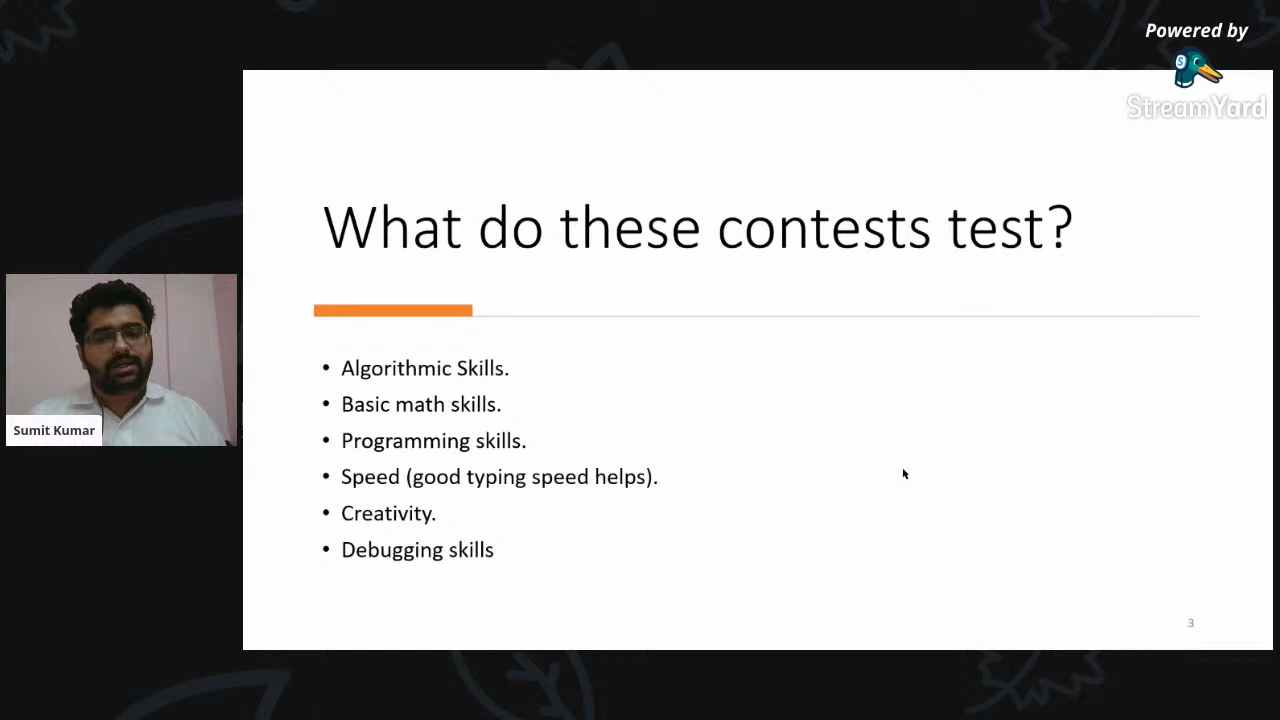 Powered by
StreamYard
What do these contests test?
• Algorithmic Skills.
• Basic math skills.
• Programming skills.
• Speed (good typing speed helps).
• Creativity.
• Debugging skills
Sumit Kumar
3